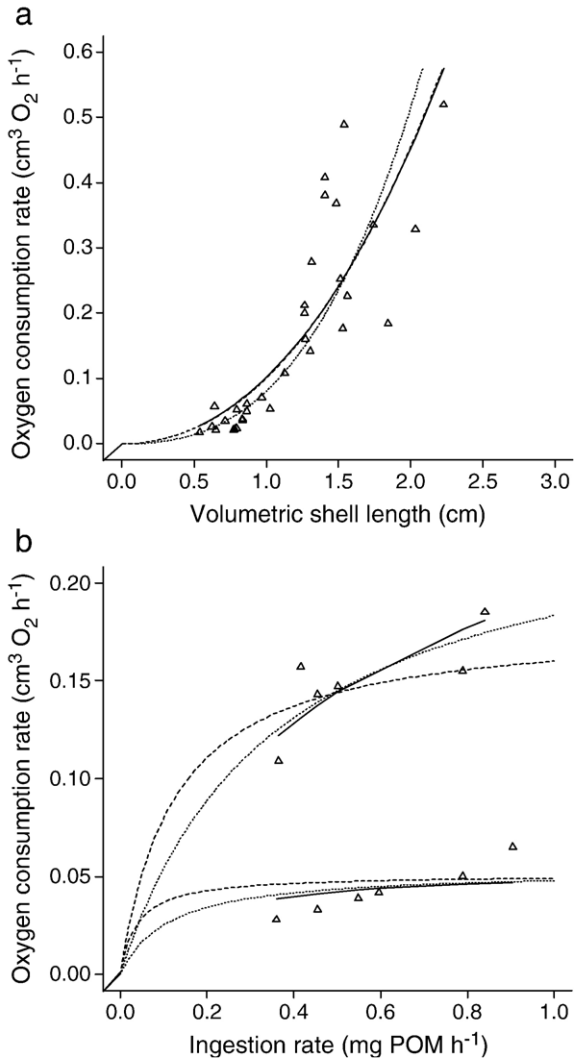 a
0.6
0.5
0.4
0.3
0.2
0.1
0.0
Oxygen consumption rate (cm³ O₂ h⁻¹)
0.0 0.5 1.0 1.5 2.0 2.5 3.0
Volumetric shell length (cm)
b
0.20
0.15
0.10
0.05
0.00
Oxygen consumption rate (cm³ O₂ h⁻¹)
0.0 0.2 0.4 0.6 0.8 1.0
Ingestion rate (mg POM h⁻¹)